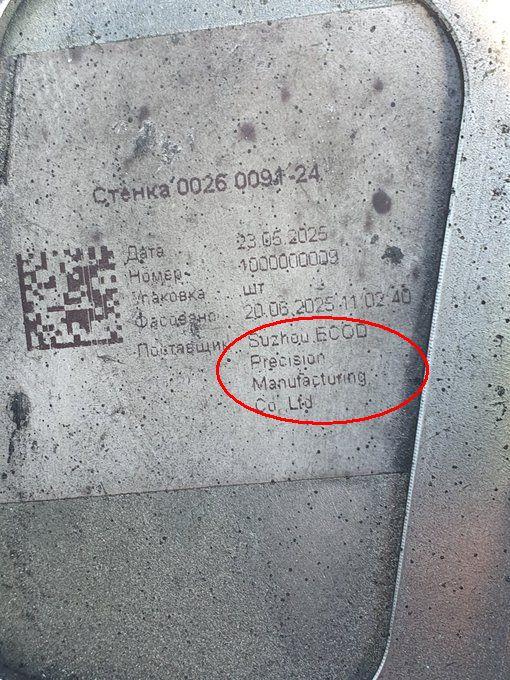 Стенка 0026 0091-24
Дата 23.05.2025
Номер 1000000009
Упаковка шт
Фасовано 20.06.2025 11 02 40
Поставщик Suzhou ECOD
Precision
Manufacturing
Co, Ltd